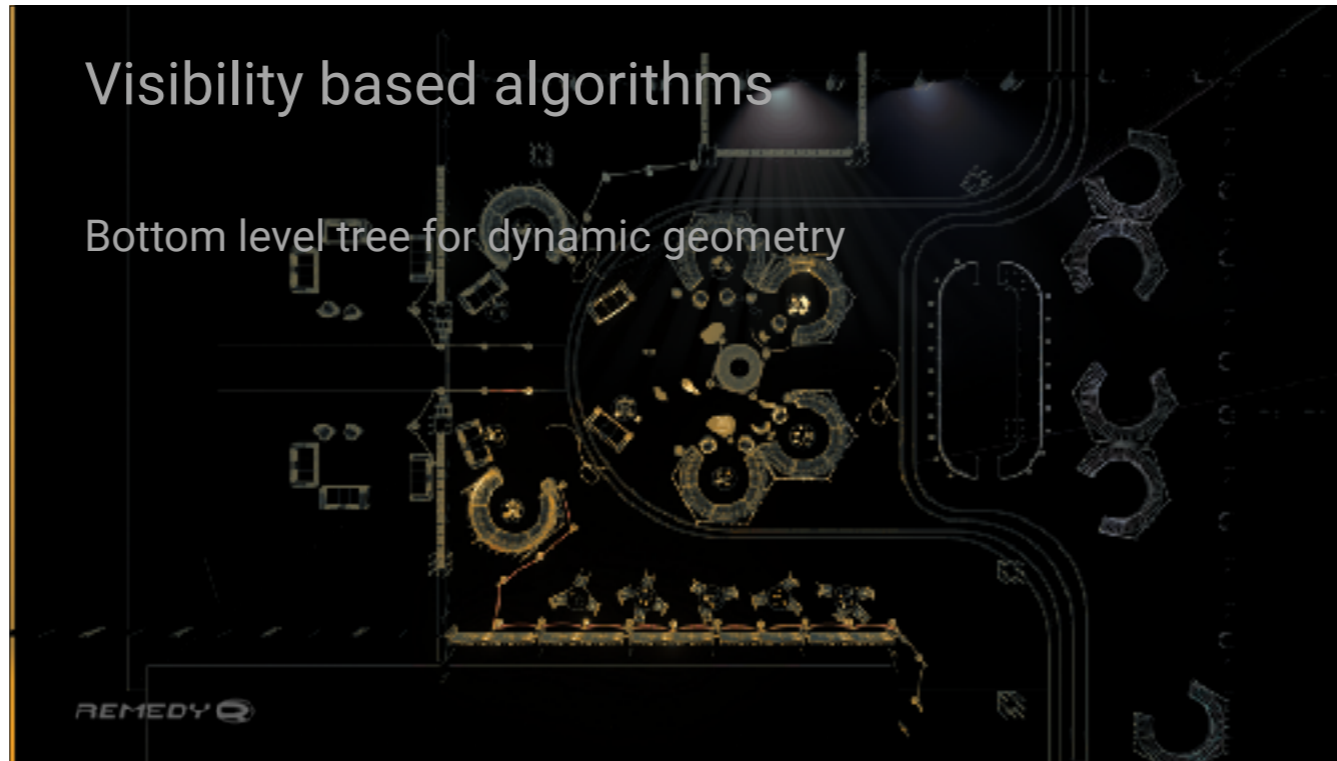 Visibility based algorithms
Bottom level tree for dynamic geometry
REMEDY